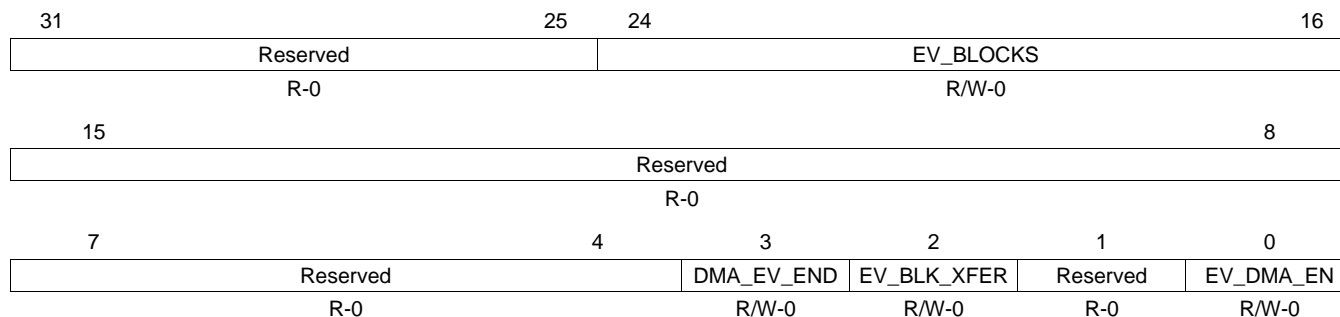 31 25 24 16
Reserved EV_BLOCKS
R-0 R/W-0
15 8
Reserved
R-0
7 4 3 2 1 0
Reserved DMA_EV_END EV_BLK_XFER Reserved EV_DMA_EN
R-0 R/W-0 R/W-0 R-0 R/W-0